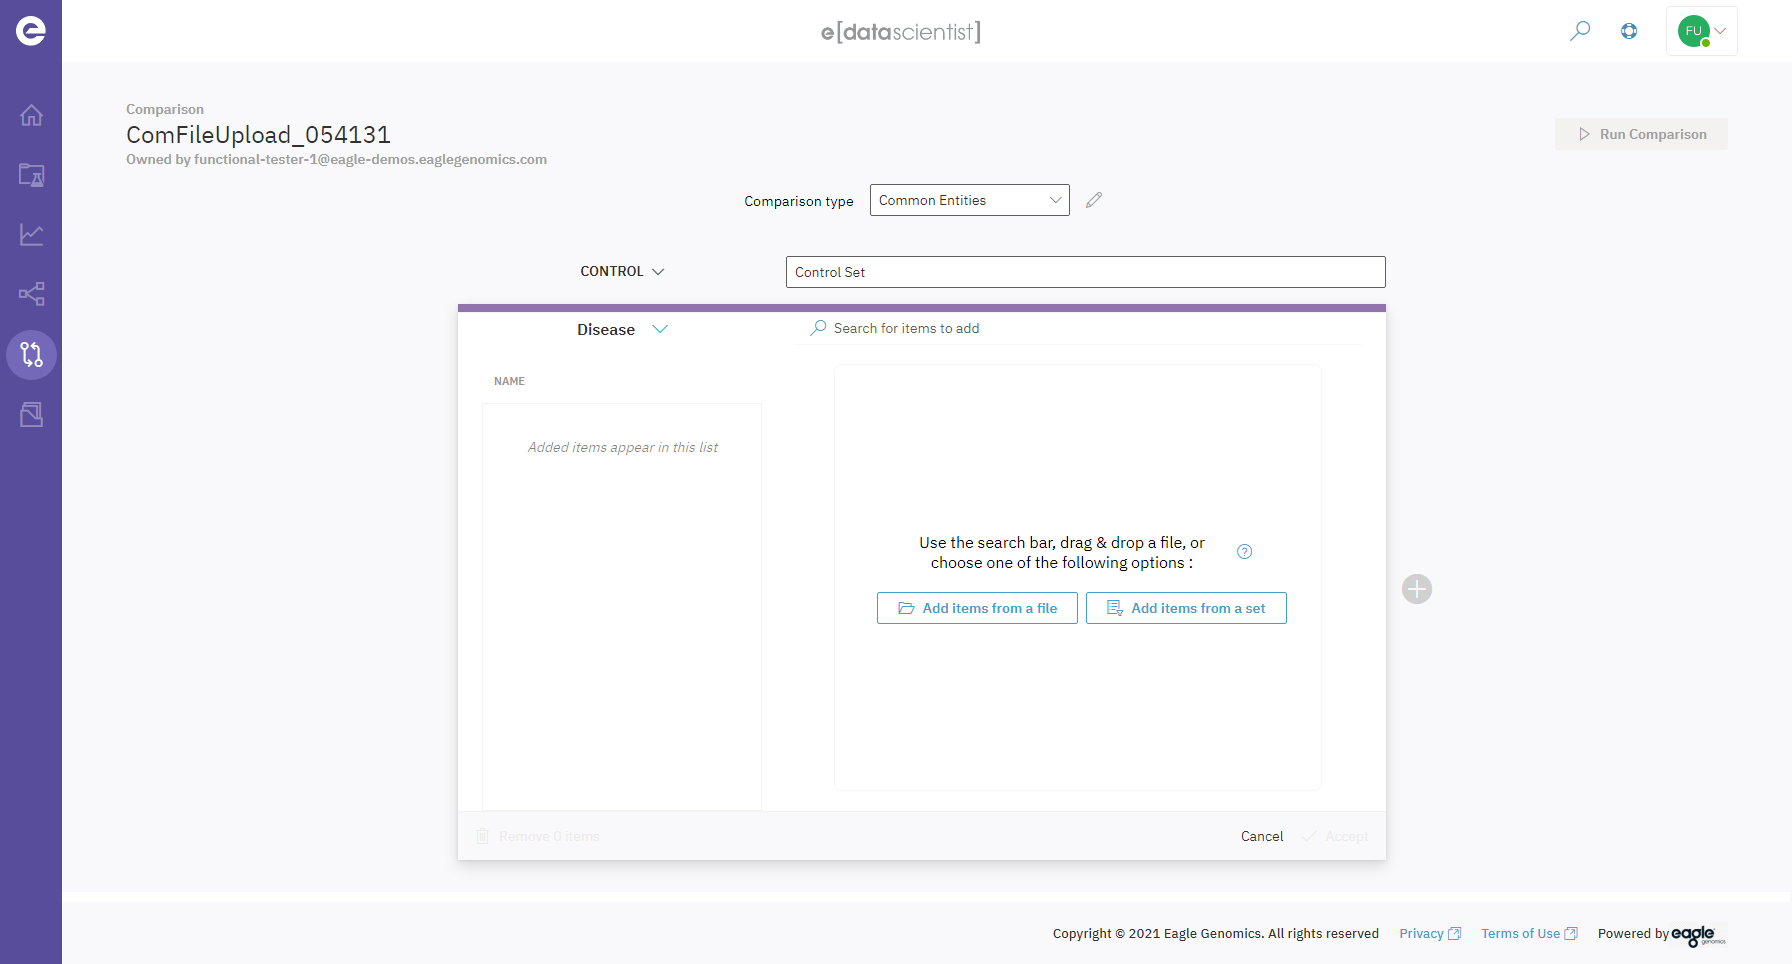 e[datascientist]
FU
Comparison
ComFileUpload_054131
Owned by functional-tester-1@eagle-demos.eaglegenomics.com
Run Comparison
Comparison type
Common Entities
CONTROL
Control Set
Disease
Search for items to add
NAME
Added items appear in this list
Use the search bar, drag & drop a file, or
choose one of the following options :
?
Add items from a file
Add items from a set
Remove 0 items
Cancel
Accept
Copyright © 2021 Eagle Genomics. All rights reserved
Privacy
Terms of Use
Powered by
eagle
genomics